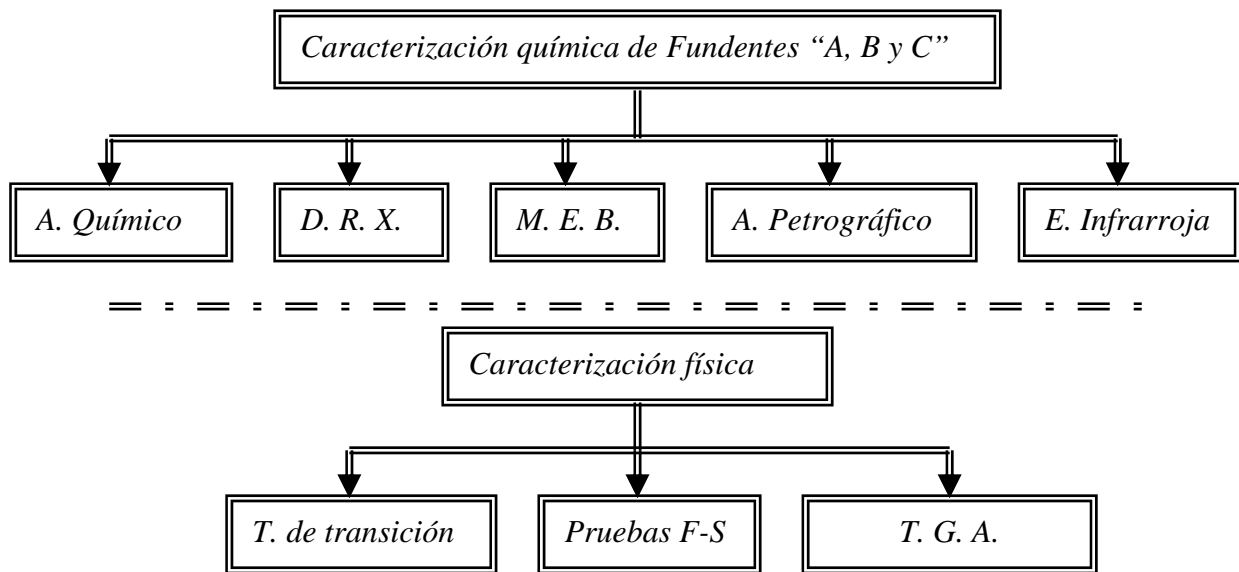 Caracterización química de Fundentes “A, B y C”
A. Químico
D. R. X.
M. E. B.
A. Petrográfico
E. Infrarroja
Caracterización física
T. de transición
Pruebas F-S
T. G. A.